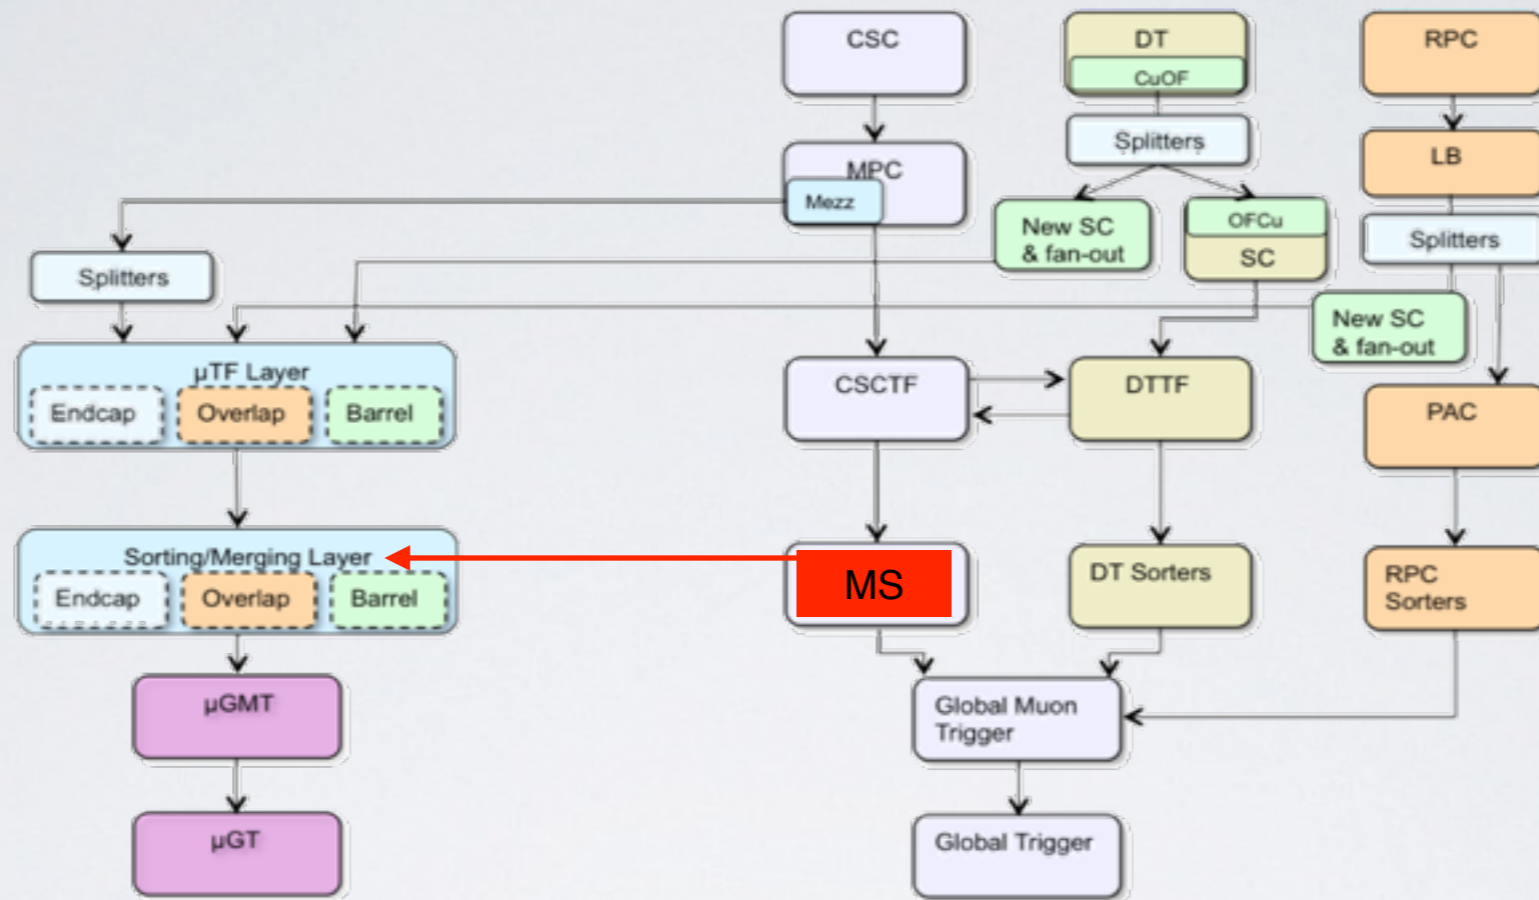 CSC
DT
CuOF
RPC
Splitters
MPC
Mezz
LB
New SC
& fan-out
OFCu
SC
Splitters
Splitters
New SC
& fan-out
µTF Layer
Endcap
Overlap
Barrel
CSCTF
DTTF
PAC
Sorting/Merging Layer
Endcap
Overlap
Barrel
MS
DT Sorters
RPC
Sorters
µGMT
Global Muon
Trigger
µGT
Global Trigger